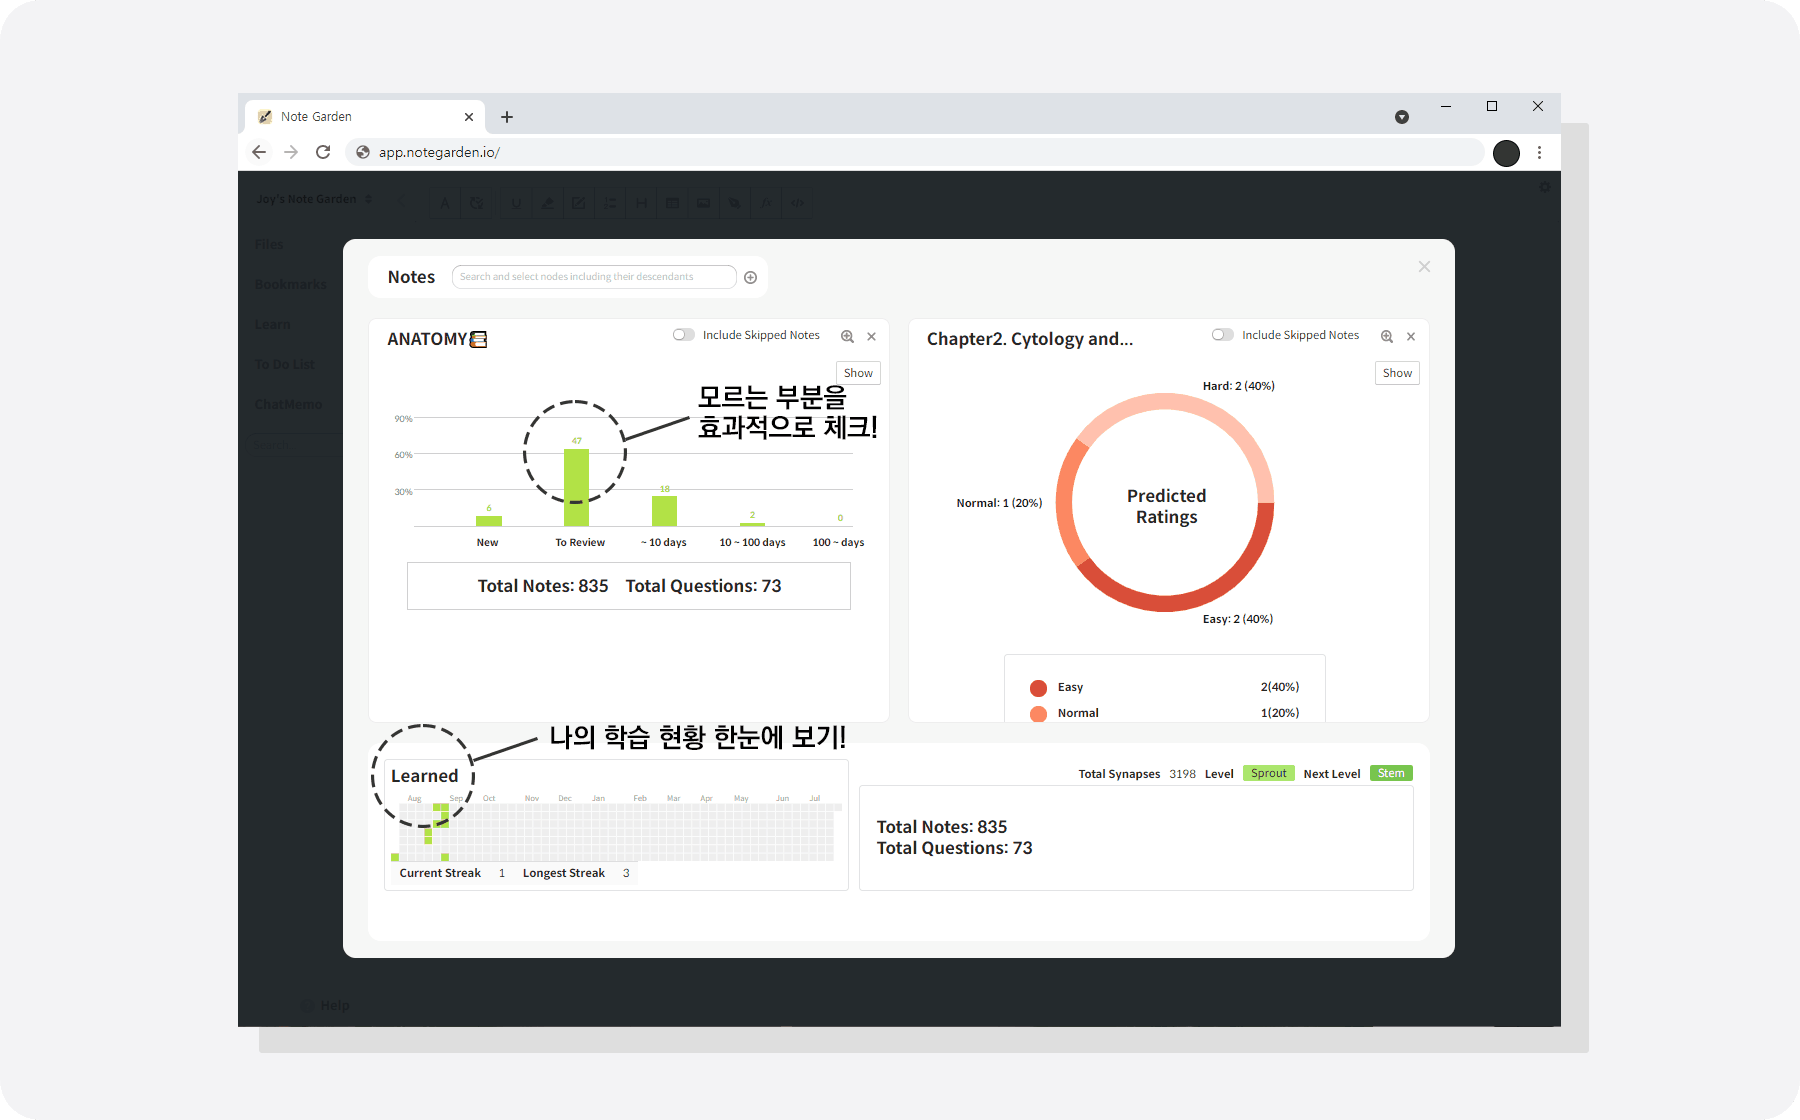 Note Garden
app.notegarden.io/
Joy's Note Garden
Files
Bookmarks
Learn
To Do List
ChatMemo
Search
Help
Notes
Search and select nodes including their descendants
ANATOMY
Include Skipped Notes
Show
모르는 부분을
효과적으로 체크!
90%
60%
30%
6
47
18
2
0
New
To Review
~ 10 days
10 ~ 100 days
100 ~ days
Total Notes: 835 Total Questions: 73
Chapter2. Cytology and...
Include Skipped Notes
Show
Hard: 2 (40%)
Normal: 1 (20%)
Predicted
Ratings
Easy: 2 (40%)
Easy 2(40%)
Normal 1(20%)
나의 학습 현황 한눈에 보기!
Learned
Aug Sep Oct Nov Dec Jan Feb Mar Apr May Jun Jul
Current Streak 1 Longest Streak 3
Total Synapses 3198 Level Sprout Next Level Stem
Total Notes: 835
Total Questions: 73